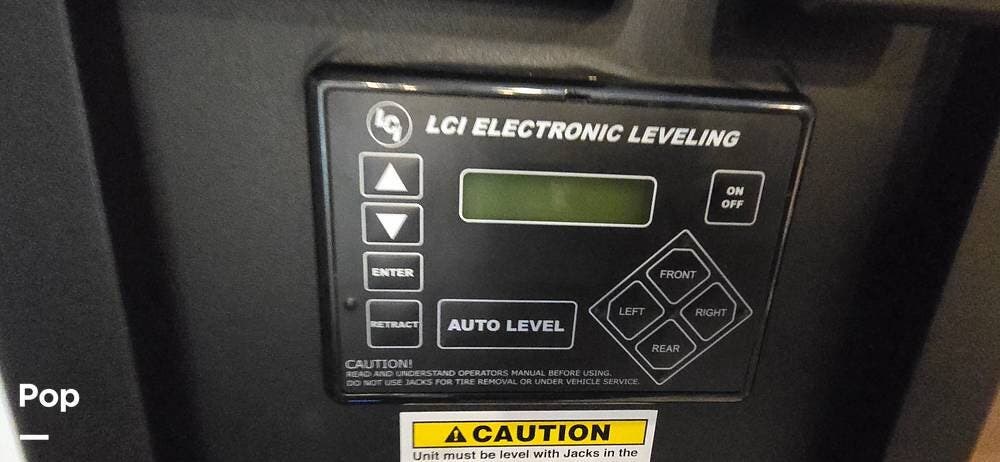 LCI
LCI ELECTRONIC LEVELING
ON
OFF
ENTER
RETRACT
AUTO LEVEL
FRONT
LEFT
RIGHT
REAR
CAUTION!
READ AND UNDERSTAND OPERATORS MANUAL BEFORE USING.
DO NOT USE JACKS FOR TIRE REMOVAL OR UNDER VEHICLE SERVICE.
CAUTION
Unit must be level with Jacks in the
Pop